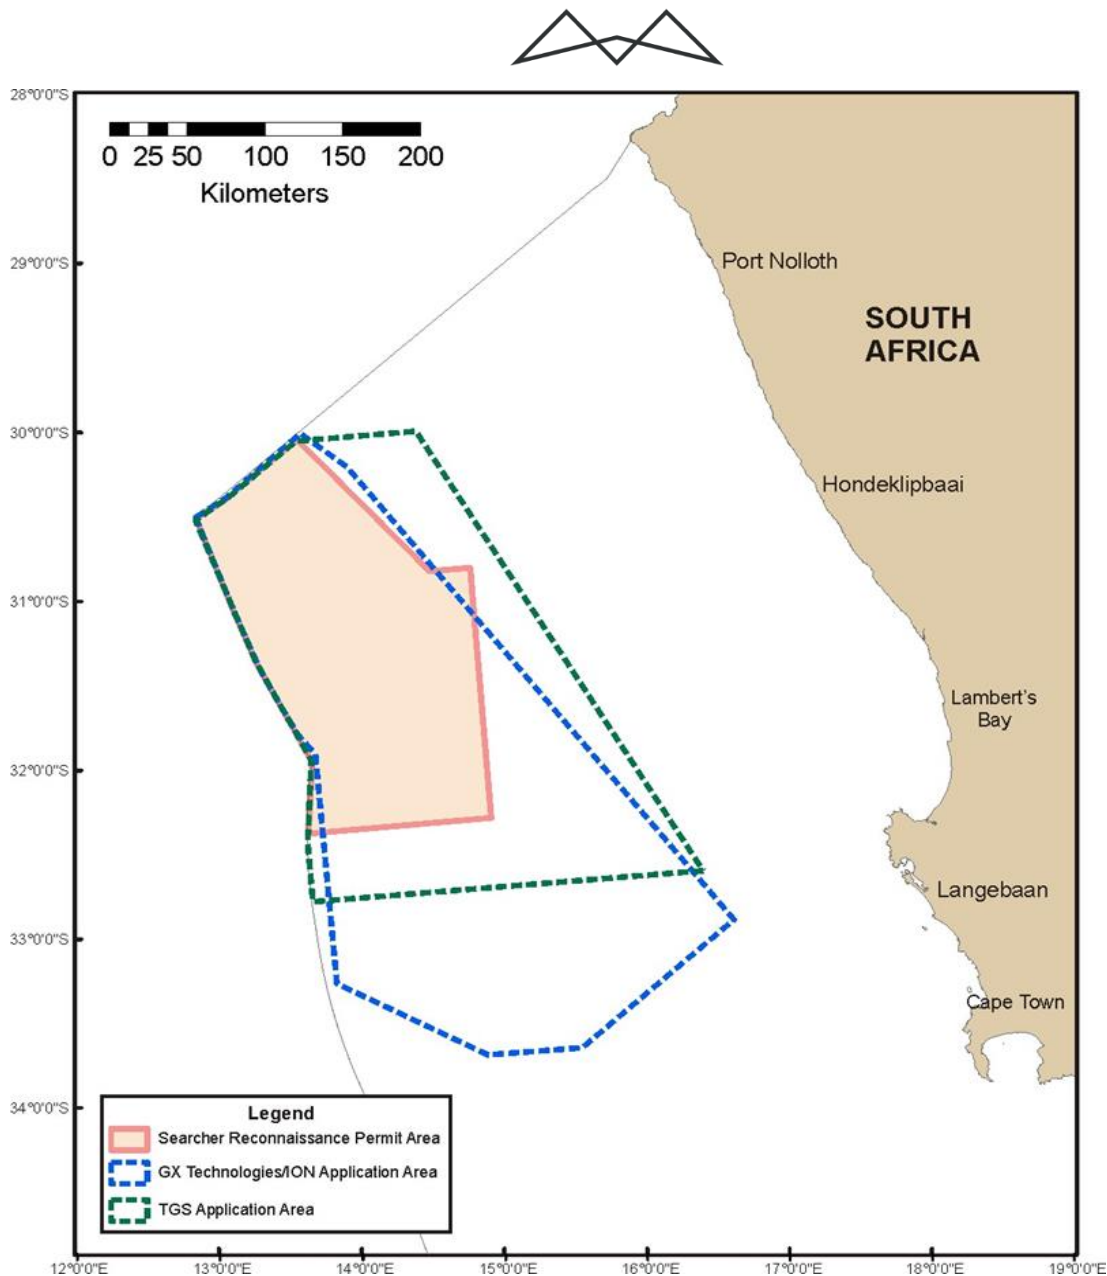 28°0'0"S
0 25 50 100 150 200
Kilometers
29°0'0"S
Port Nolloth
SOUTH
AFRICA
30°0'0"S
Hondeklipbaai
31°0'0"S
Lambert's
Bay
32°0'0"S
Langebaan
33°0'0"S
Cape Town
34°0'0"S
Legend
Searcher Reconnaissance Permit Area
GX Technologies/ION Application Area
TGS Application Area
12°0'0"E 13°0'0"E 14°0'0"E 15°0'0"E 16°0'0"E 17°0'0"E 18°0'0"E 19°0'0"E